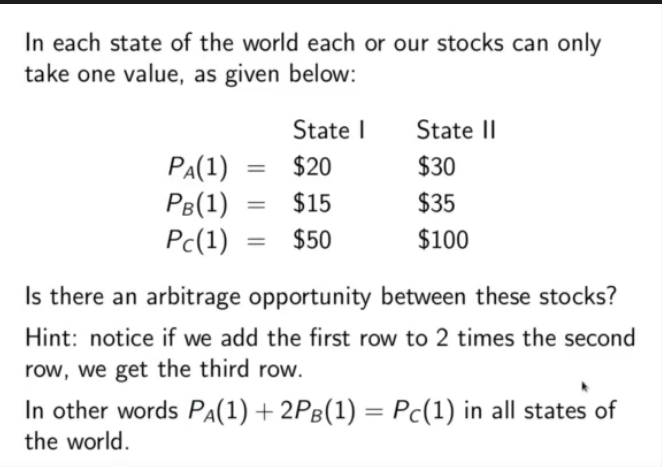 In each state of the world each or our stocks can only
take one value, as given below:
State I State II
P_A(1) = $20 $30
P_B(1) = $15 $35
P_C(1) = $50 $100
Is there an arbitrage opportunity between these stocks?
Hint: notice if we add the first row to 2 times the second
row, we get the third row.
In other words P_A(1) + 2P_B(1) = P_C(1) in all states of
the world.